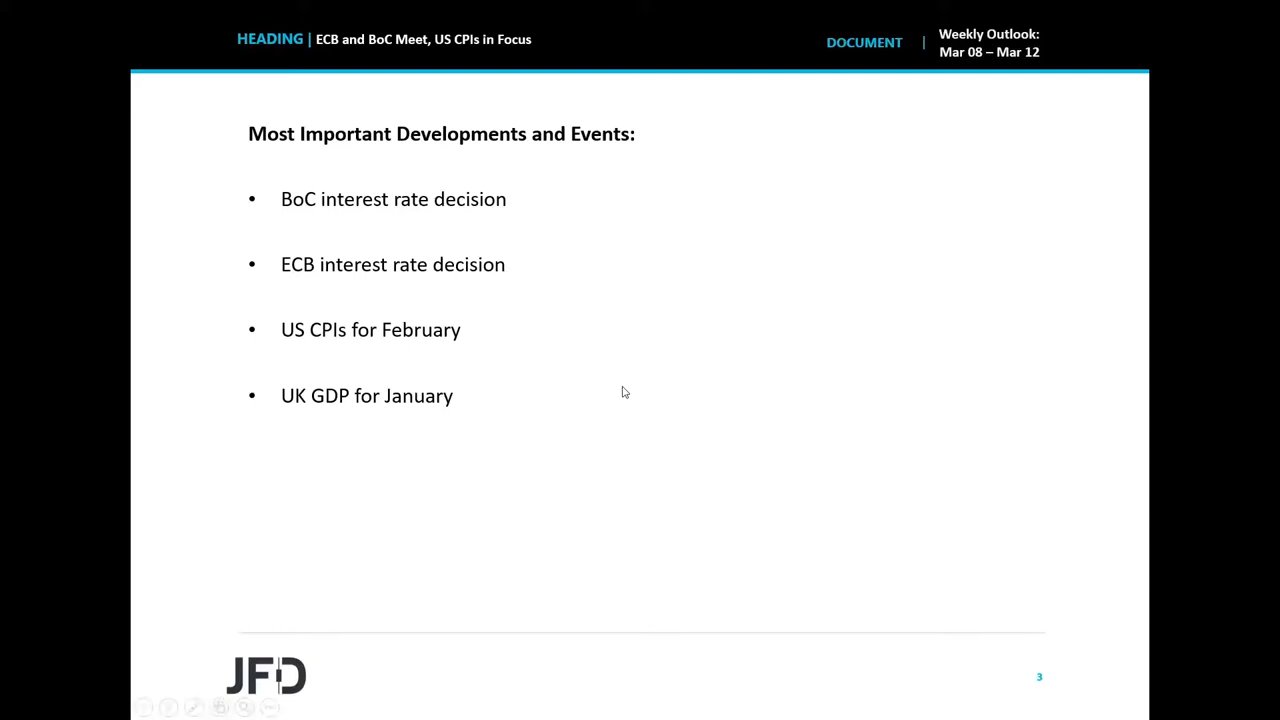 HEADING | ECB and BoC Meet, US CPIs in Focus
DOCUMENT | Weekly Outlook:
Mar 08 – Mar 12
Most Important Developments and Events:
• BoC interest rate decision
• ECB interest rate decision
• US CPIs for February
• UK GDP for January
JFD
3